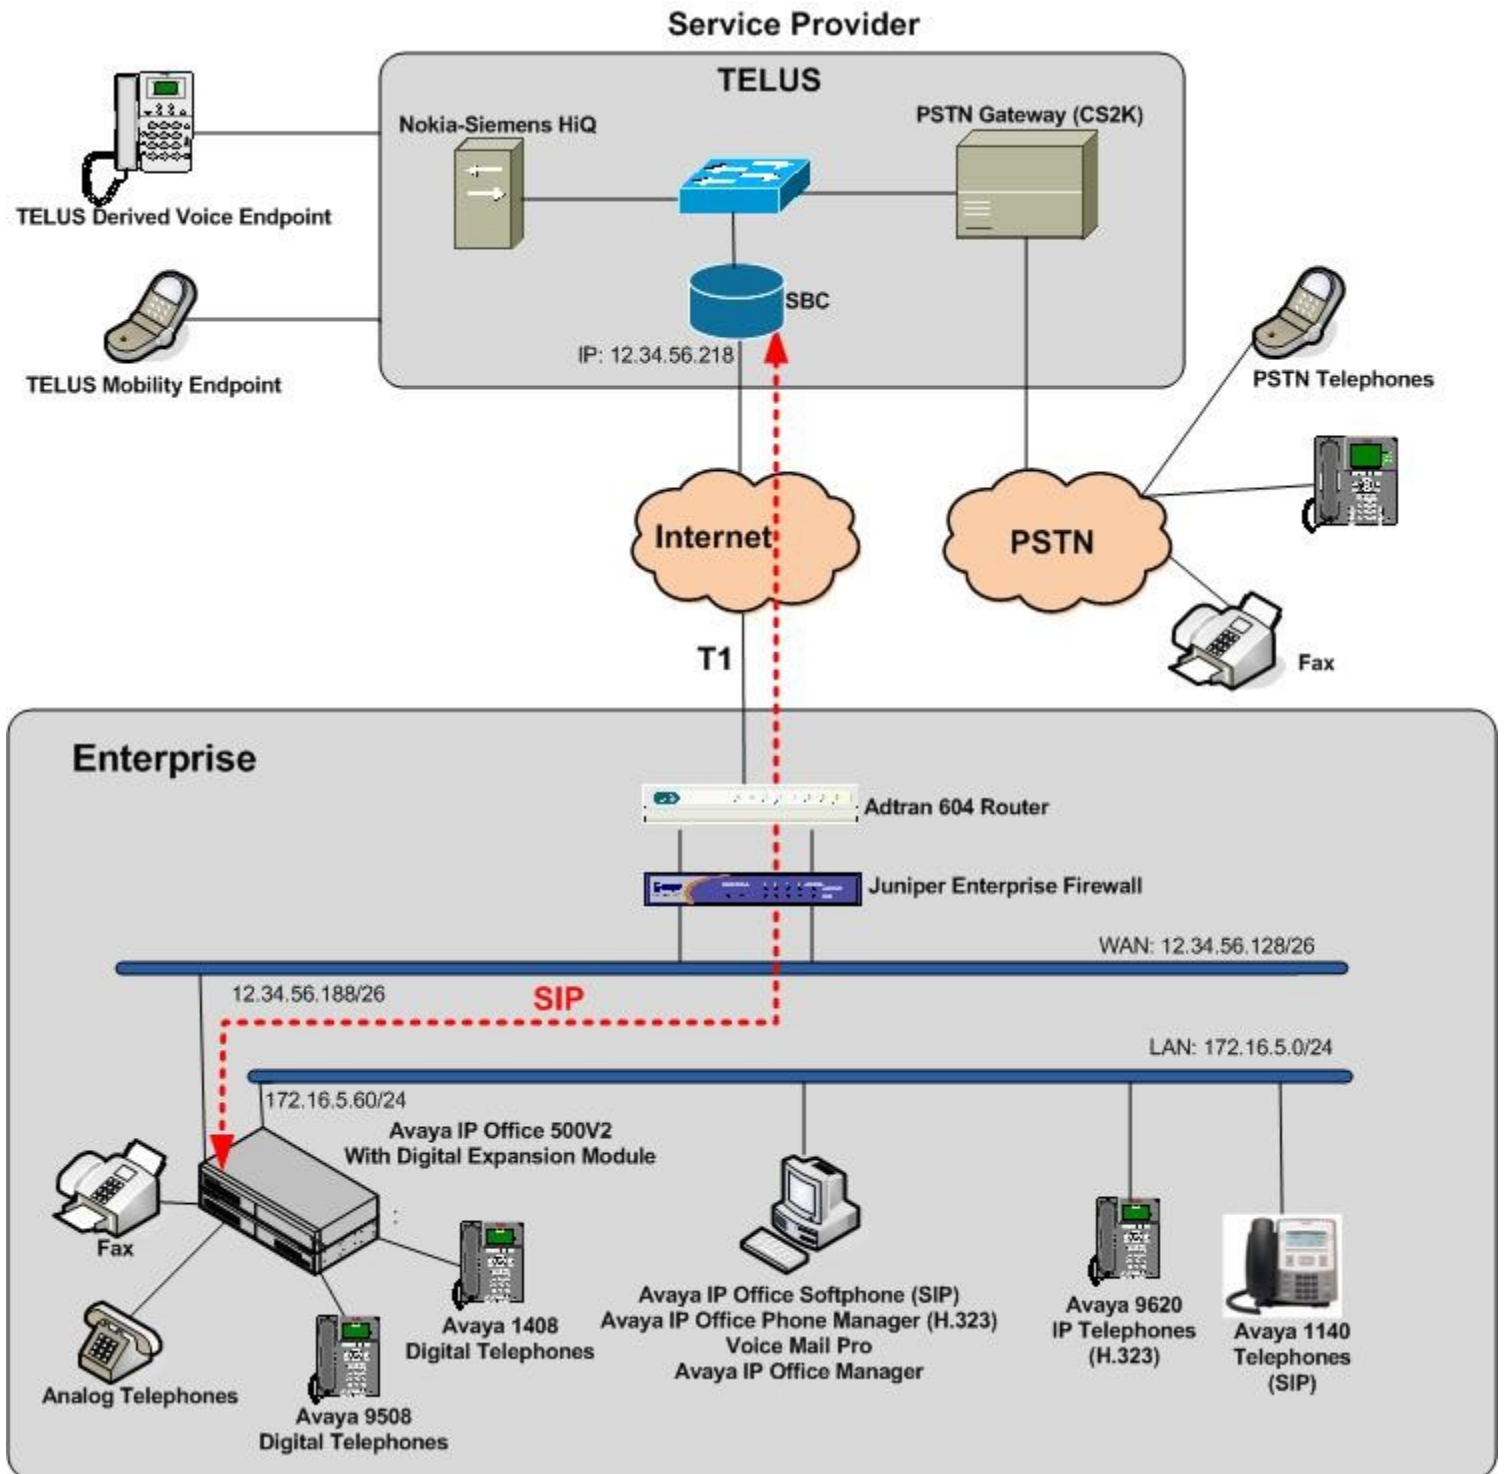 Service Provider
TELUS
Nokia-Siemens HiQ
PSTN Gateway (CS2K)
TELUS Derived Voice Endpoint
SBC
IP: 12.34.56.218
TELUS Mobility Endpoint
PSTN Telephones
Internet
PSTN
T1
Fax
Enterprise
Adtran 604 Router
Juniper Enterprise Firewall
WAN: 12.34.56.128/26
12.34.56.188/26
SIP
LAN: 172.16.5.0/24
172.16.5.60/24
Avaya IP Office 500V2
With Digital Expansion Module
Fax
Analog Telephones
Avaya 9508
Digital Telephones
Avaya 1408
Digital Telephones
Avaya IP Office Softphone (SIP)
Avaya IP Office Phone Manager (H.323)
Voice Mail Pro
Avaya IP Office Manager
Avaya 9620
IP Telephones
(H.323)
Avaya 1140
Telephones
(SIP)